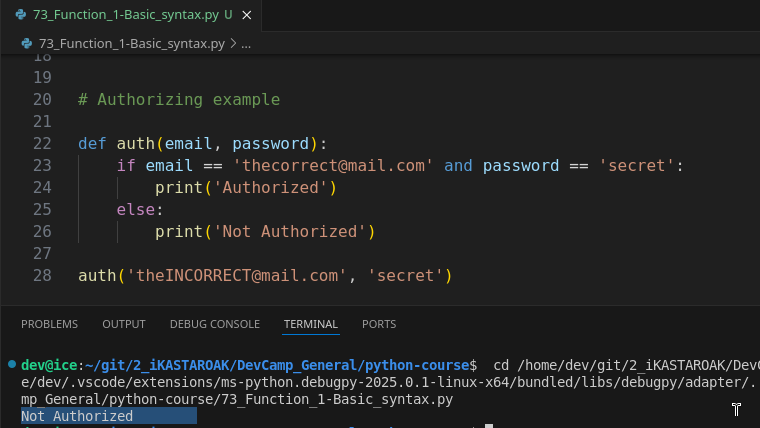 73_Function_1-Basic_syntax.py U
73_Function_1-Basic_syntax.py > ...
18
19
20 # Authorizing example
21
22 def auth(email, password):
23 if email == 'thecorrect@mail.com' and password == 'secret':
24 print('Authorized')
25 else:
26 print('Not Authorized')
27
28 auth('theINCORRECT@mail.com', 'secret')
PROBLEMS OUTPUT DEBUG CONSOLE TERMINAL PORTS
dev@ice:~/git/2_iKASTAROAK/DevCamp_General/python-course$ cd /home/dev/git/2_iKASTAROAK/DevC
e/dev/.vscode/extensions/ms-python.debugpy-2025.0.1-linux-x64/bundled/libs/debugpy/adapter/.
mp_General/python-course/73_Function_1-Basic_syntax.py
Not Authorized